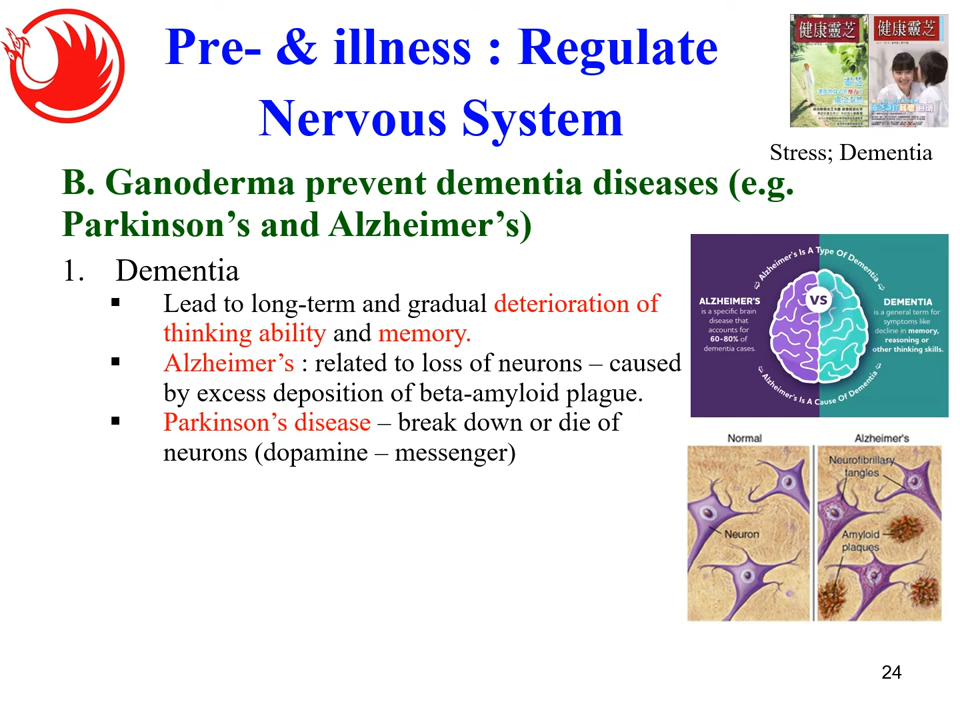 Pre- & illness : Regulate
Nervous System
健康靈芝
健康靈芝
Stress; Dementia
B. Ganoderma prevent dementia diseases (e.g.
Parkinson’s and Alzheimer’s)
1. Dementia
▪ Lead to long-term and gradual deterioration of
thinking ability and memory.
▪ Alzheimer’s : related to loss of neurons – caused
by excess deposition of beta-amyloid plague.
▪ Parkinson’s disease – break down or die of
neurons (dopamine – messenger)
Alzheimer's Is A Type Of Dementia
ALZHEIMER'S
is a specific brain
disease that
accounts for
60-80% of
dementia cases.
VS
DEMENTIA
is a general term for
symptoms like
decline in memory,
reasoning or
other thinking skills.
Alzheimer's Is A Cause Of Dementia
Normal
Alzheimer's
Neurofibrillary
tangles
Neuron
Amyloid
plaques
24